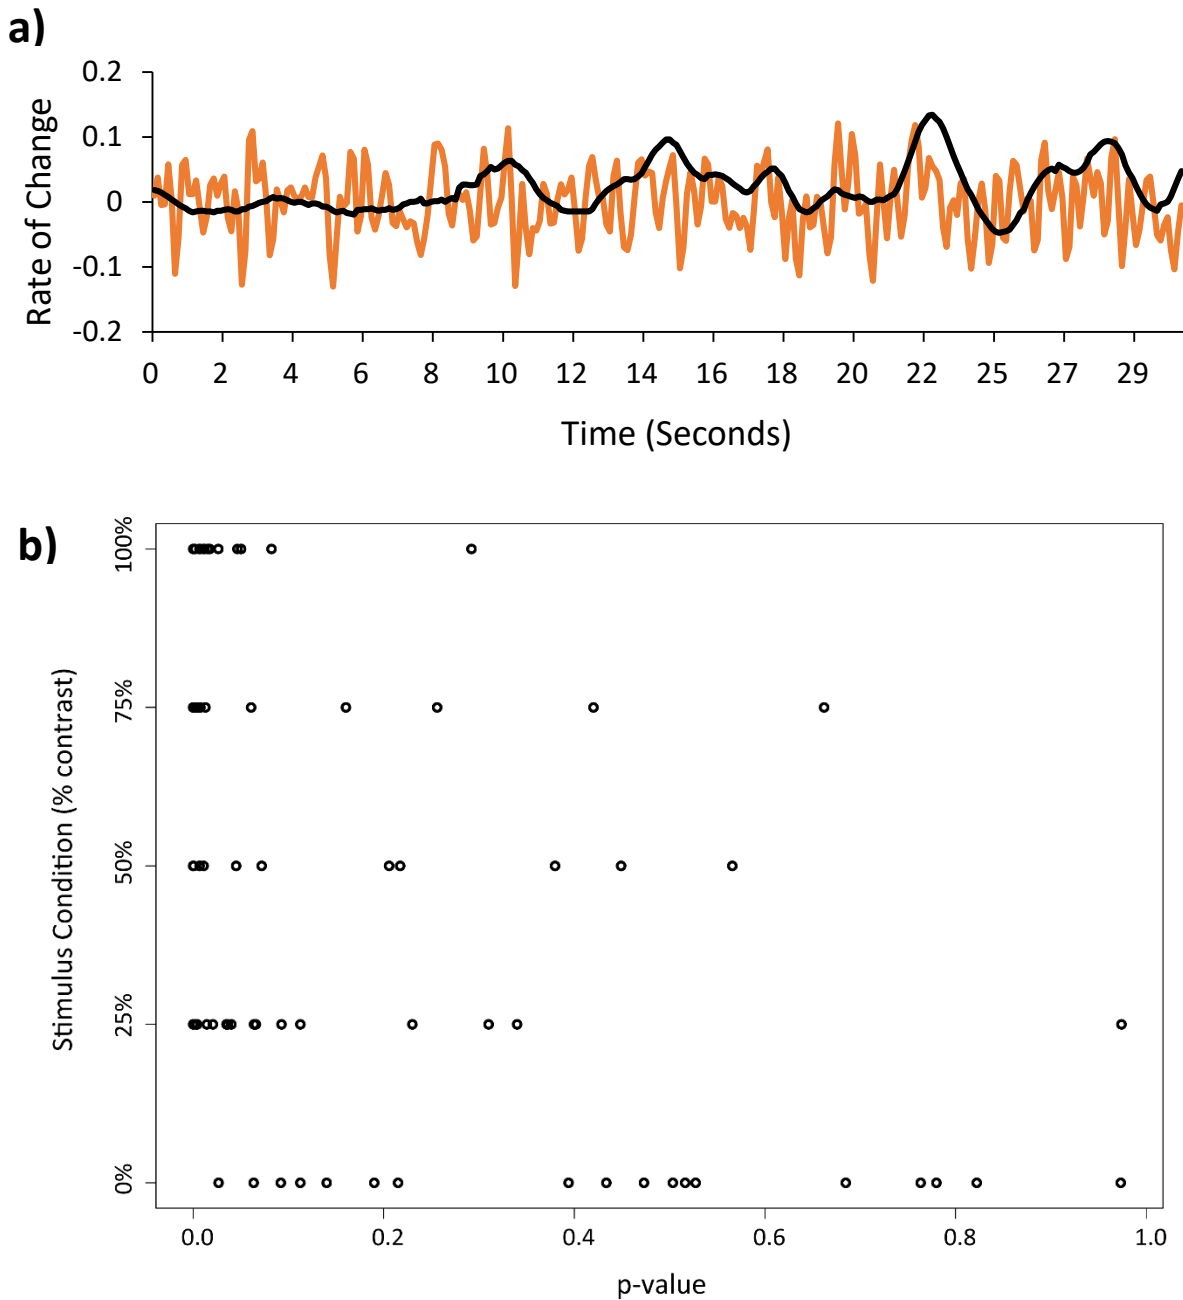 a)
Rate of Change
0.2
0.1
0
-0.1
-0.2
0 2 4 6 8 10 12 14 16 18 20 22 25 27 29
Time (Seconds)
b)
Stimulus Condition (% contrast)
100%
75%
50%
25%
0%
0.0 0.2 0.4 0.6 0.8 1.0
p-value